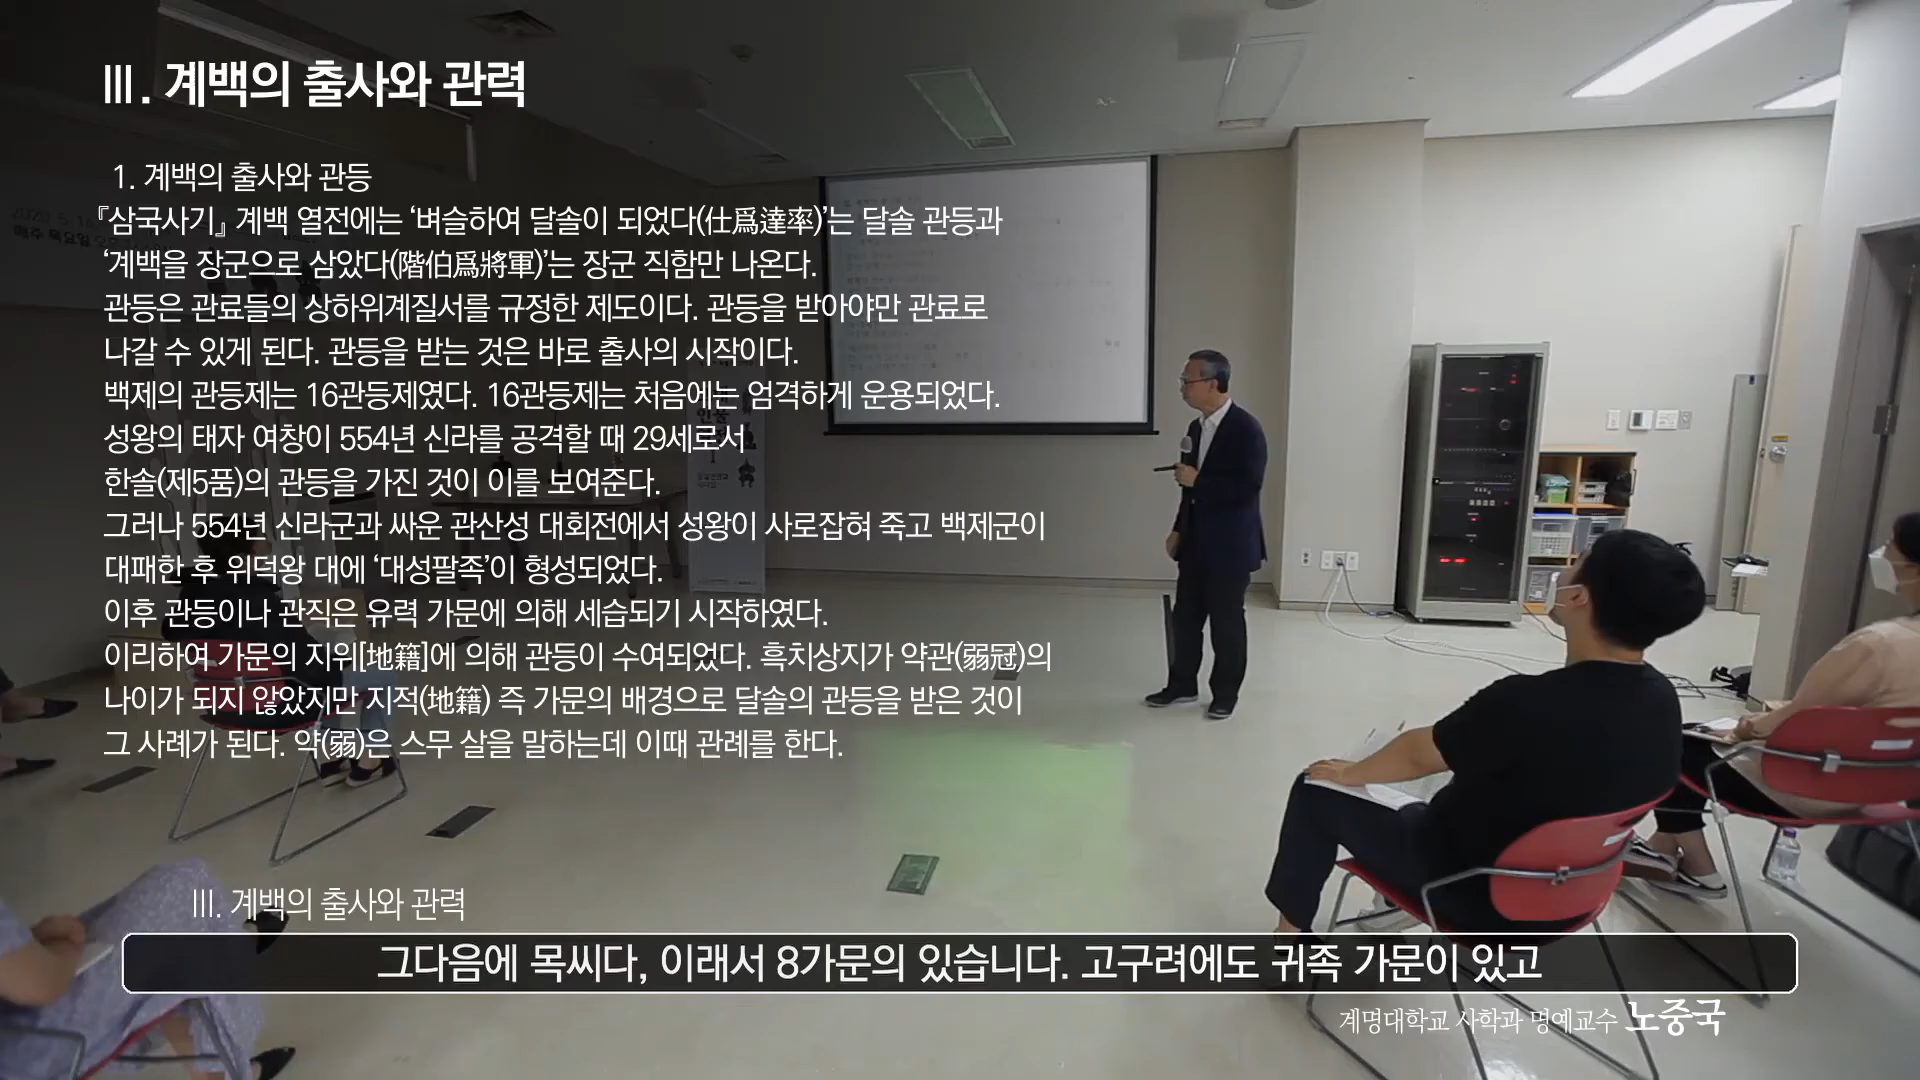 Ⅲ. 계백의 출사와 관력
1. 계백의 출사와 관등
『삼국사기』 계백 열전에는 ‘벼슬하여 달솔이 되었다(仕爲達率)’는 달솔 관등과
‘계백을 장군으로 삼았다(階伯爲將軍)’는 장군 직함만 나온다.
관등은 관료들의 상하위계질서를 규정한 제도이다. 관등을 받아야만 관료로
나갈 수 있게 된다. 관등을 받는 것은 바로 출사의 시작이다.
백제의 관등제는 16관등제였다. 16관등제는 처음에는 엄격하게 운용되었다.
성왕의 태자 여창이 554년 신라를 공격할 때 29세로서
한솔(제5품)의 관등을 가진 것이 이를 보여준다.
그러나 554년 신라군과 싸운 관산성 대회전에서 성왕이 사로잡혀 죽고 백제군이
대패한 후 위덕왕 대에 ‘대성팔족’이 형성되었다.
이후 관등이나 관직은 유력 가문에 의해 세습되기 시작하였다.
이리하여 가문의 지위[地籍]에 의해 관등이 수여되었다. 흑치상지가 약관(弱冠)의
나이가 되지 않았지만 지적(地籍) 즉 가문의 배경으로 달솔의 관등을 받은 것이
그 사례가 된다. 약(弱)은 스무 살을 말하는데 이때 관례를 한다.
Ⅲ. 계백의 출사와 관력
그다음에 목씨다, 이래서 8가문의 있습니다. 고구려에도 귀족 가문이 있고
계명대학교 사학과 명예교수 노중국